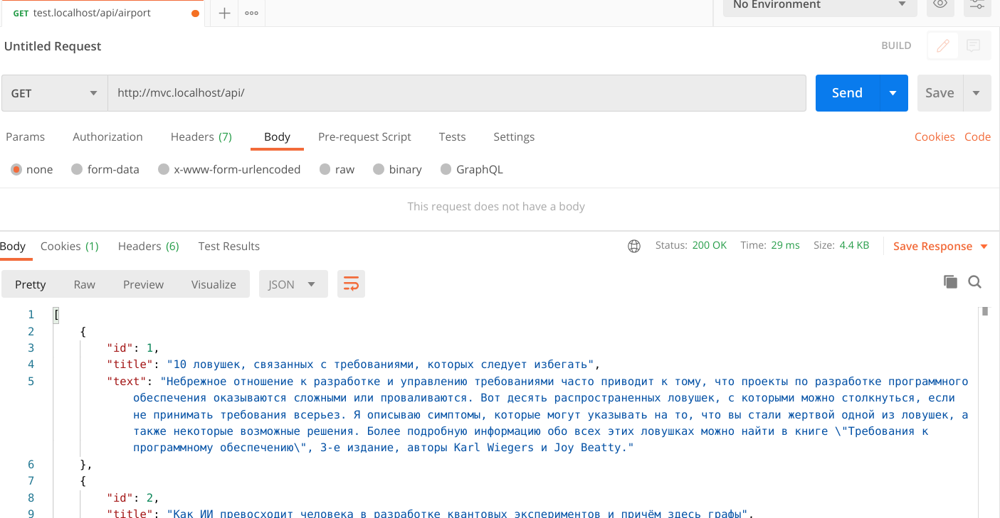 GET test.localhost/api/airport
No Environment
Untitled Request
BUILD
GET http://mvc.localhost/api/ Send Save
Params Authorization Headers (7) Body Pre-request Script Tests Settings Cookies Code
none form-data x-www-form-urlencoded raw binary GraphQL
This request does not have a body
Body Cookies (1) Headers (6) Test Results Status: 200 OK Time: 29 ms Size: 4.4 KB Save Response
Pretty Raw Preview Visualize JSON
1 [
2 {
3 "id": 1,
4 "title": "10 ловушек, связанных с требованиями, которых следует избегать",
5 "text": "Небрежное отношение к разработке и управлению требованиями часто приводит к тому, что проекты по разработке программного
обеспечения оказываются сложными или проваливаются. Вот десять распространенных ловушек, с которыми можно столкнуться, если
не принимать требования всерьез. Я описываю симптомы, которые могут указывать на то, что вы стали жертвой одной из ловушек, а
также некоторые возможные решения. Более подробную информацию обо всех этих ловушках можно найти в книге \"Требования к
программному обеспечению\", 3-е издание, авторы Karl Wiegers и Joy Beatty."
6 },
7 {
8 "id": 2,
9 "title": "Как ИИ превосходит человека в разработке квантовых экспериментов и причём здесь графы",